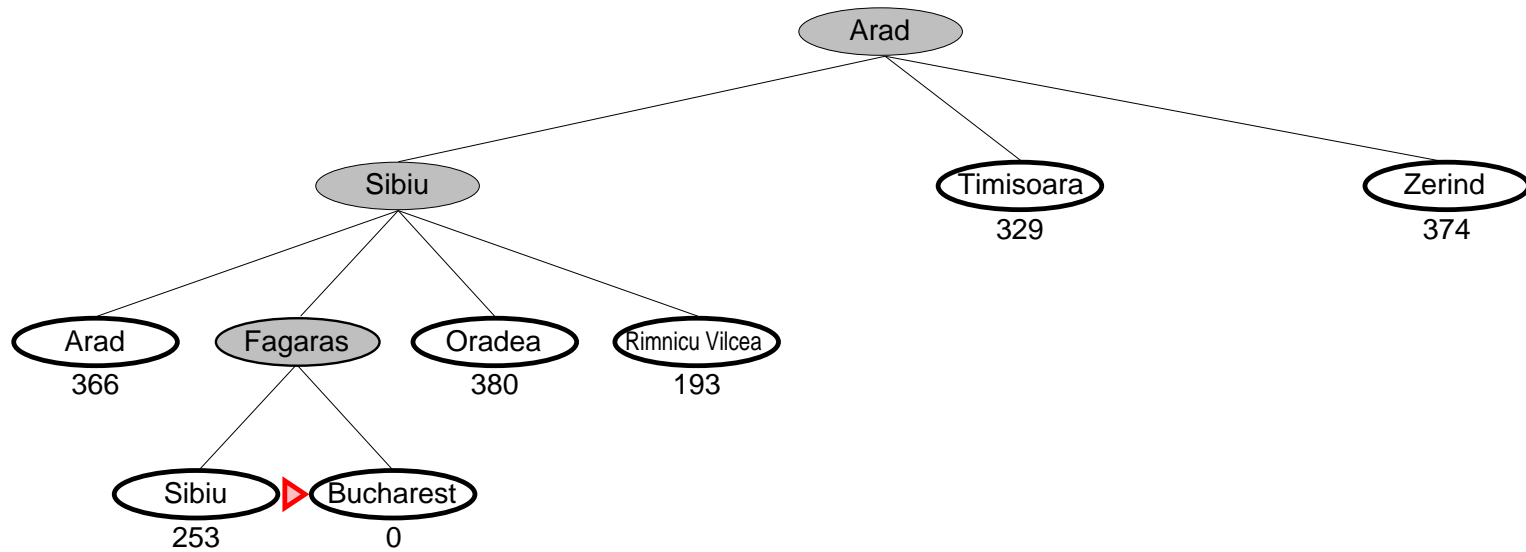 Arad
Sibiu
Timisoara
Zerind
329
374
Arad
Fagaras
Oradea
Rimnicu Vilcea
366
380
193
Sibiu
Bucharest
253
0